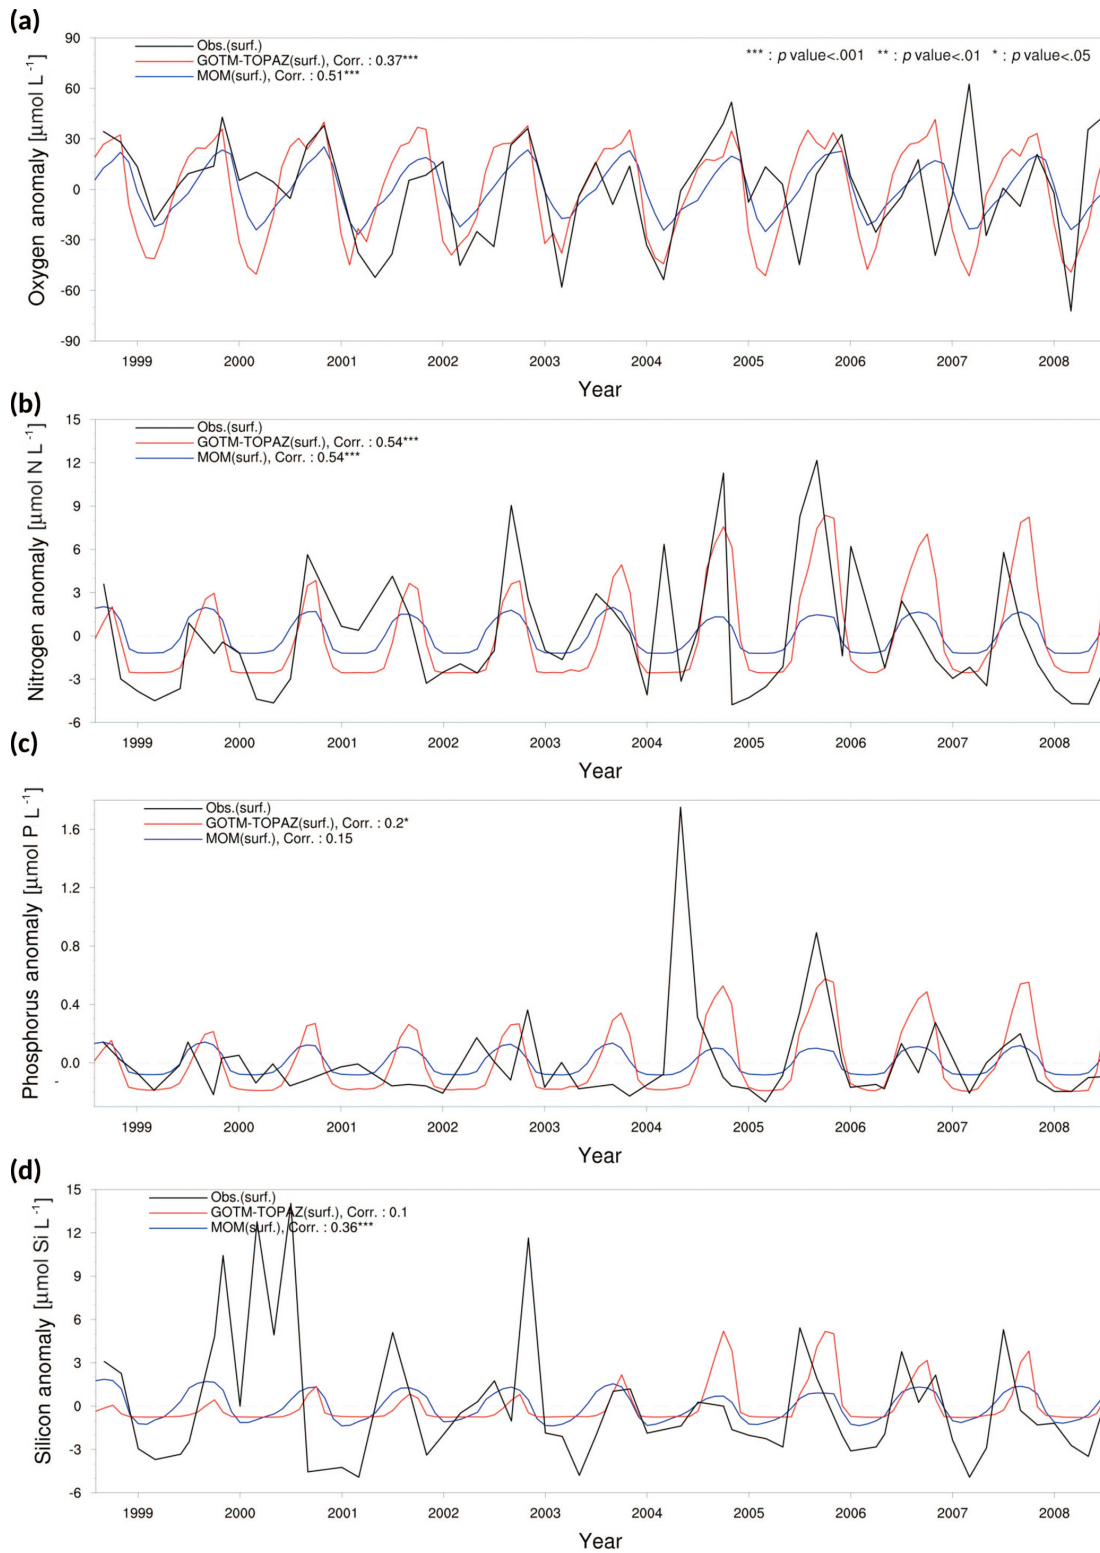 (a)
90
60
30
0
-30
-60
-90
Oxygen anomaly [μmol L⁻¹]
Obs.(surf.)
GOTM-TOPAZ(surf.), Corr. : 0.37***
MOM(surf.), Corr. : 0.51***
*** : p value<.001 ** : p value<.01 * : p value<.05
1999 2000 2001 2002 2003 2004 2005 2006 2007 2008
Year
(b)
15
12
9
6
3
0
-3
-6
Nitrogen anomaly [μmol N L⁻¹]
Obs.(surf.)
GOTM-TOPAZ(surf.), Corr. : 0.54***
MOM(surf.), Corr. : 0.54***
1999 2000 2001 2002 2003 2004 2005 2006 2007 2008
Year
(c)
1.6
1.2
0.8
0.4
0.0
-
Phosphorus anomaly [μmol P L⁻¹]
Obs.(surf.)
GOTM-TOPAZ(surf.), Corr. : 0.2*
MOM(surf.), Corr. : 0.15
1999 2000 2001 2002 2003 2004 2005 2006 2007 2008
Year
(d)
15
12
9
6
3
0
-3
-6
Silicon anomaly [μmol Si L⁻¹]
Obs.(surf.)
GOTM-TOPAZ(surf.), Corr. : 0.1
MOM(surf.), Corr. : 0.36***
1999 2000 2001 2002 2003 2004 2005 2006 2007 2008
Year